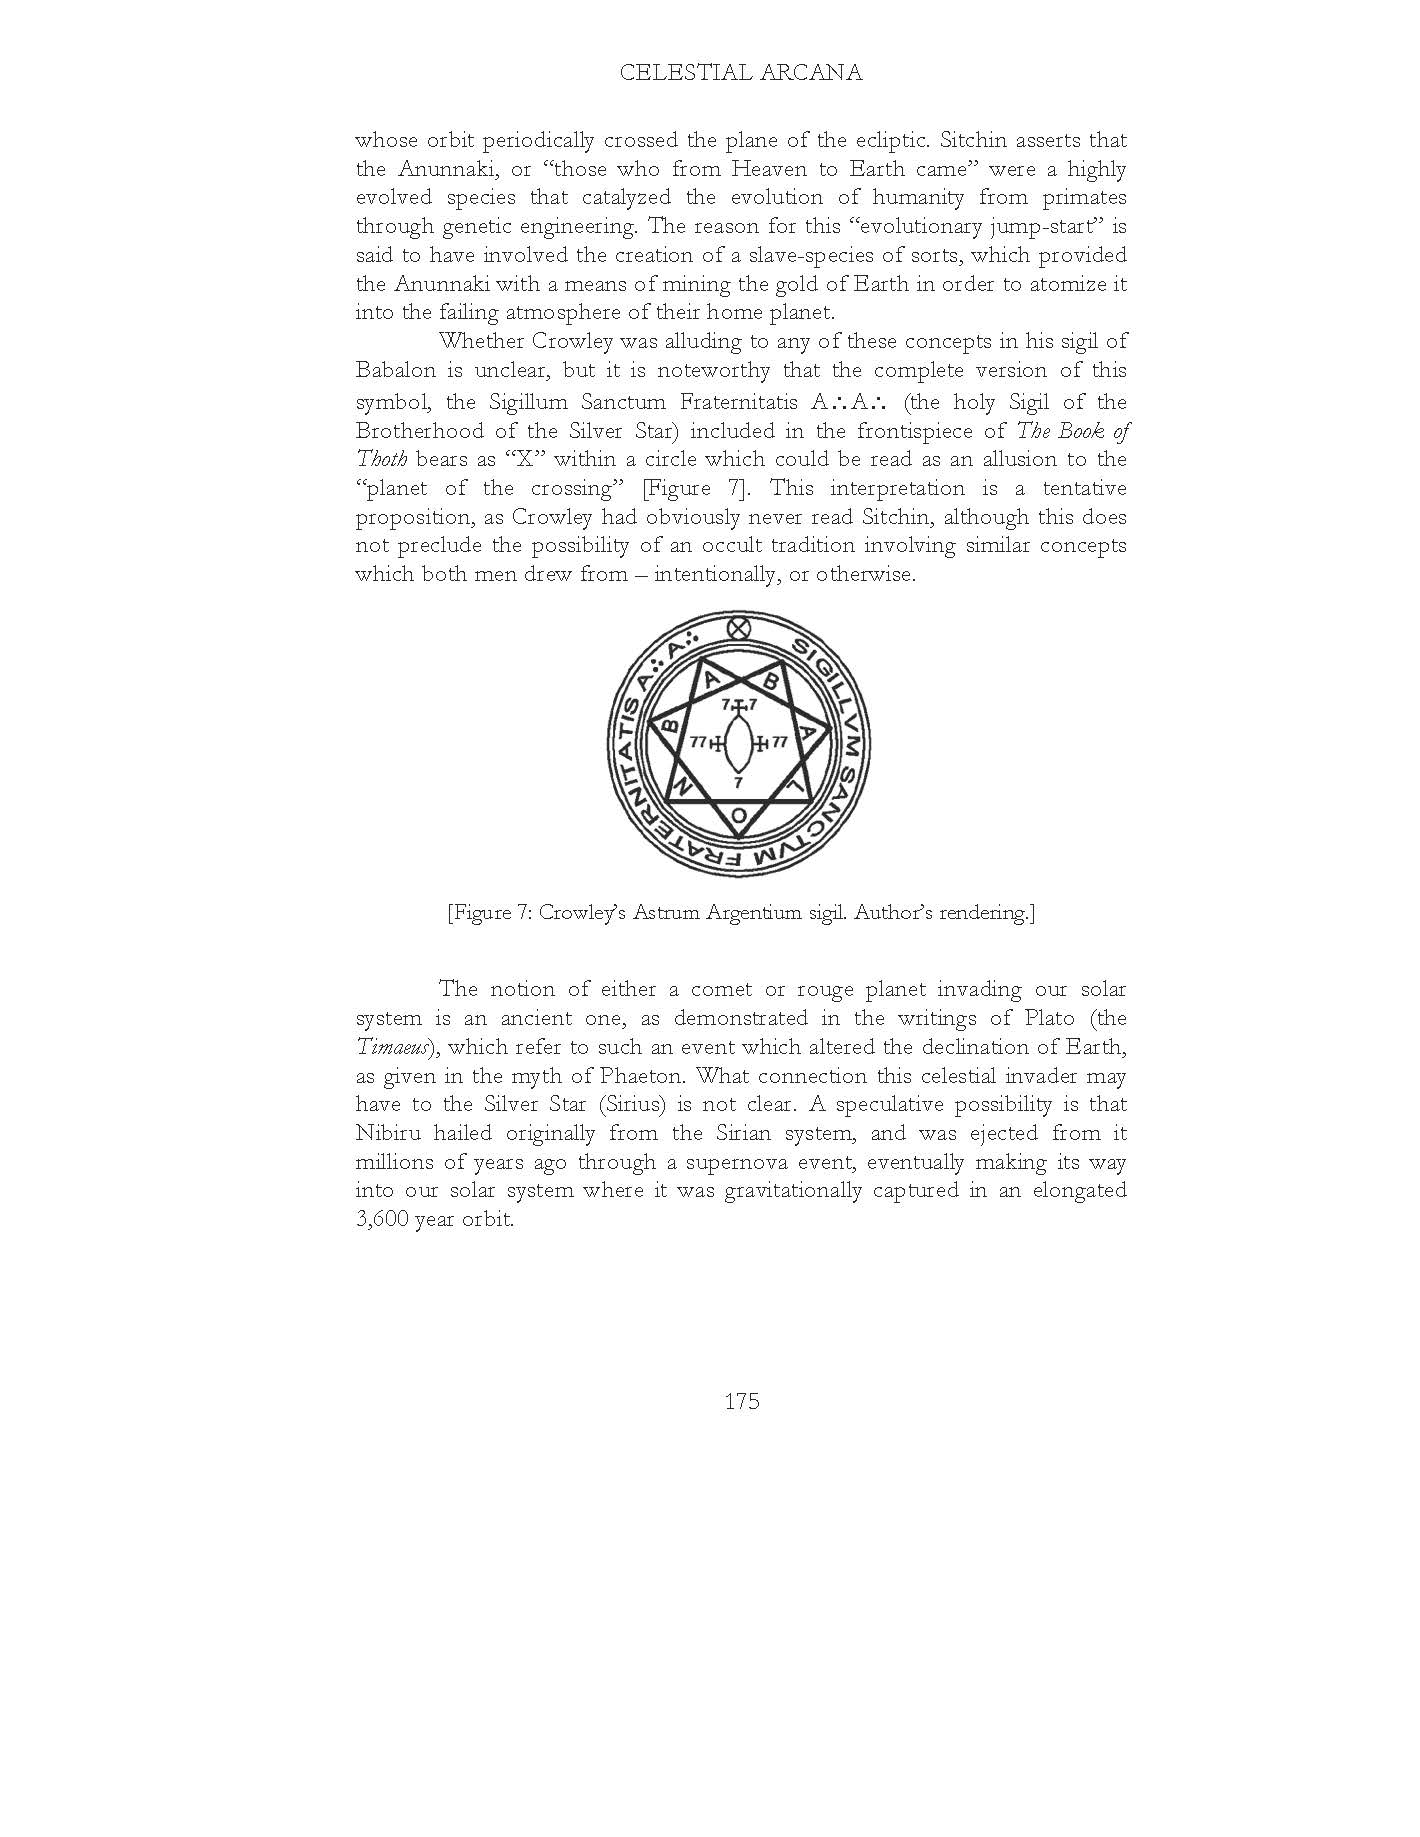 CELESTIAL ARCANA
whose orbit periodically crossed the plane of the ecliptic. Sitchin asserts that
the Anunnaki, or “those who from Heaven to Earth came” were a highly
evolved species that catalyzed the evolution of humanity from primates
through genetic engineering. The reason for this “evolutionary jump-start” is
said to have involved the creation of a slave-species of sorts, which provided
the Anunnaki with a means of mining the gold of Earth in order to atomize it
into the failing atmosphere of their home planet.
Whether Crowley was alluding to any of these concepts in his sigil of
Babalon is unclear, but it is noteworthy that the complete version of this
symbol, the Sigillum Sanctum Fraternitatis A∴A∴ (the holy Sigil of the
Brotherhood of the Silver Star) included in the frontispiece of The Book of
Thoth bears as “X” within a circle which could be read as an allusion to the
“planet of the crossing” [Figure 7]. This interpretation is a tentative
proposition, as Crowley had obviously never read Sitchin, although this does
not preclude the possibility of an occult tradition involving similar concepts
which both men drew from – intentionally, or otherwise.
SIGILLVM SANCTVM FRATERNITATIS A∴A∴
B A L O N B A
7 7
77 77
7
[Figure 7: Crowley’s Astrum Argentium sigil. Author’s rendering.]
The notion of either a comet or rouge planet invading our solar
system is an ancient one, as demonstrated in the writings of Plato (the
Timaeus), which refer to such an event which altered the declination of Earth,
as given in the myth of Phaeton. What connection this celestial invader may
have to the Silver Star (Sirius) is not clear. A speculative possibility is that
Nibiru hailed originally from the Sirian system, and was ejected from it
millions of years ago through a supernova event, eventually making its way
into our solar system where it was gravitationally captured in an elongated
3,600 year orbit.
175